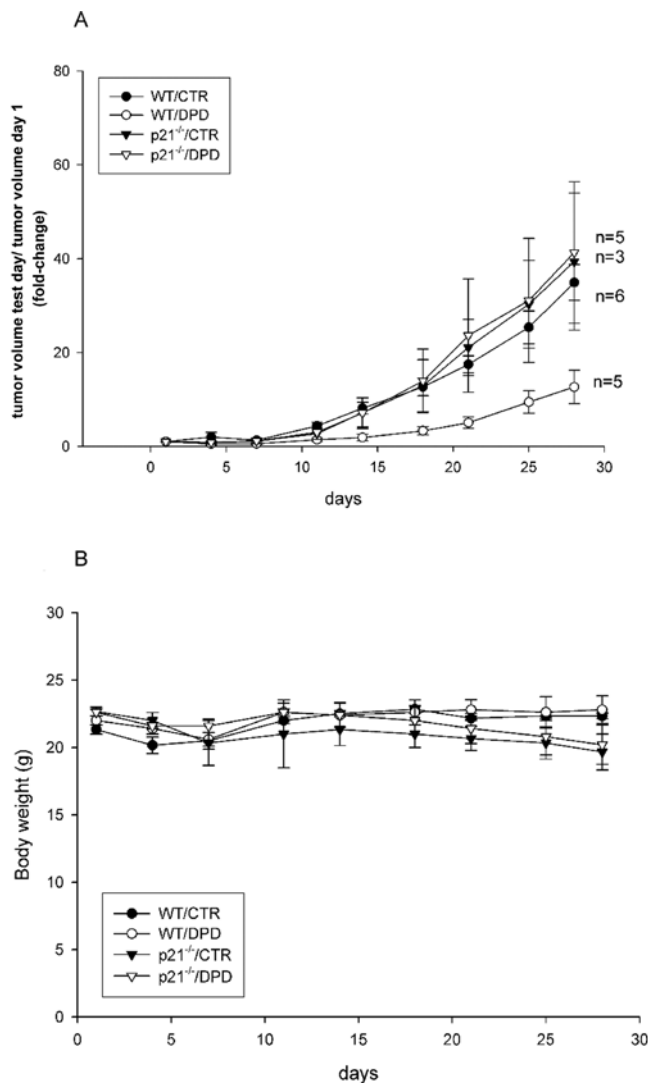 A
tumor volume test day/ tumor volume day 1
(fold-change)
80
60
40
20
0
WT/CTR
WT/DPD
p21-/-/CTR
p21-/-/DPD
n=5
n=3
n=6
n=5
0 5 10 15 20 25 30
days
B
Body weight (g)
30
25
20
15
10
5
0
WT/CTR
WT/DPD
p21-/-/CTR
p21-/-/DPD
0 5 10 15 20 25 30
days